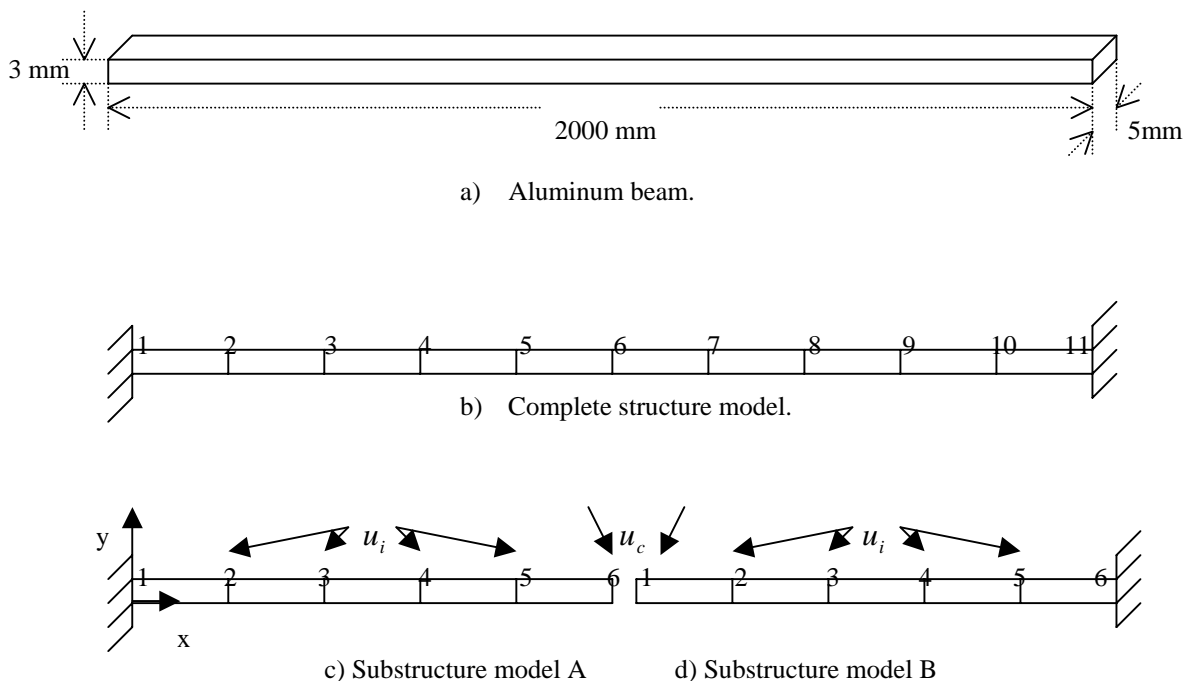 3 mm
2000 mm
5mm
a) Aluminum beam.
1 2 3 4 5 6 7 8 9 10 11
b) Complete structure model.
y
u_i u_c u_i
1 2 3 4 5 6 1 2 3 4 5 6
x
c) Substructure model A d) Substructure model B